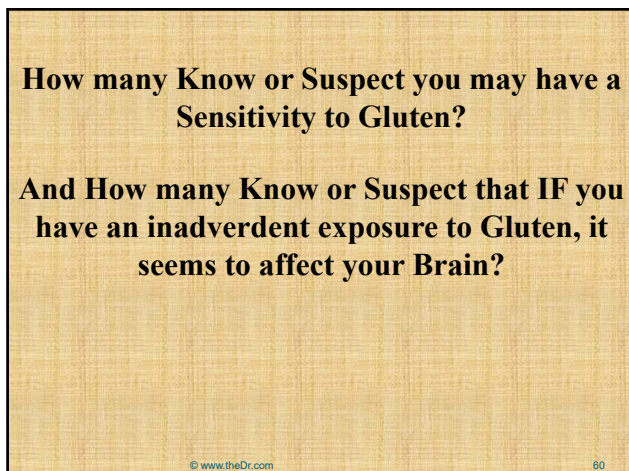 How many Know or Suspect you may have a
Sensitivity to Gluten?
And How many Know or Suspect that IF you
have an inadverdent exposure to Gluten, it
seems to affect your Brain?
© www.theDr.com
60